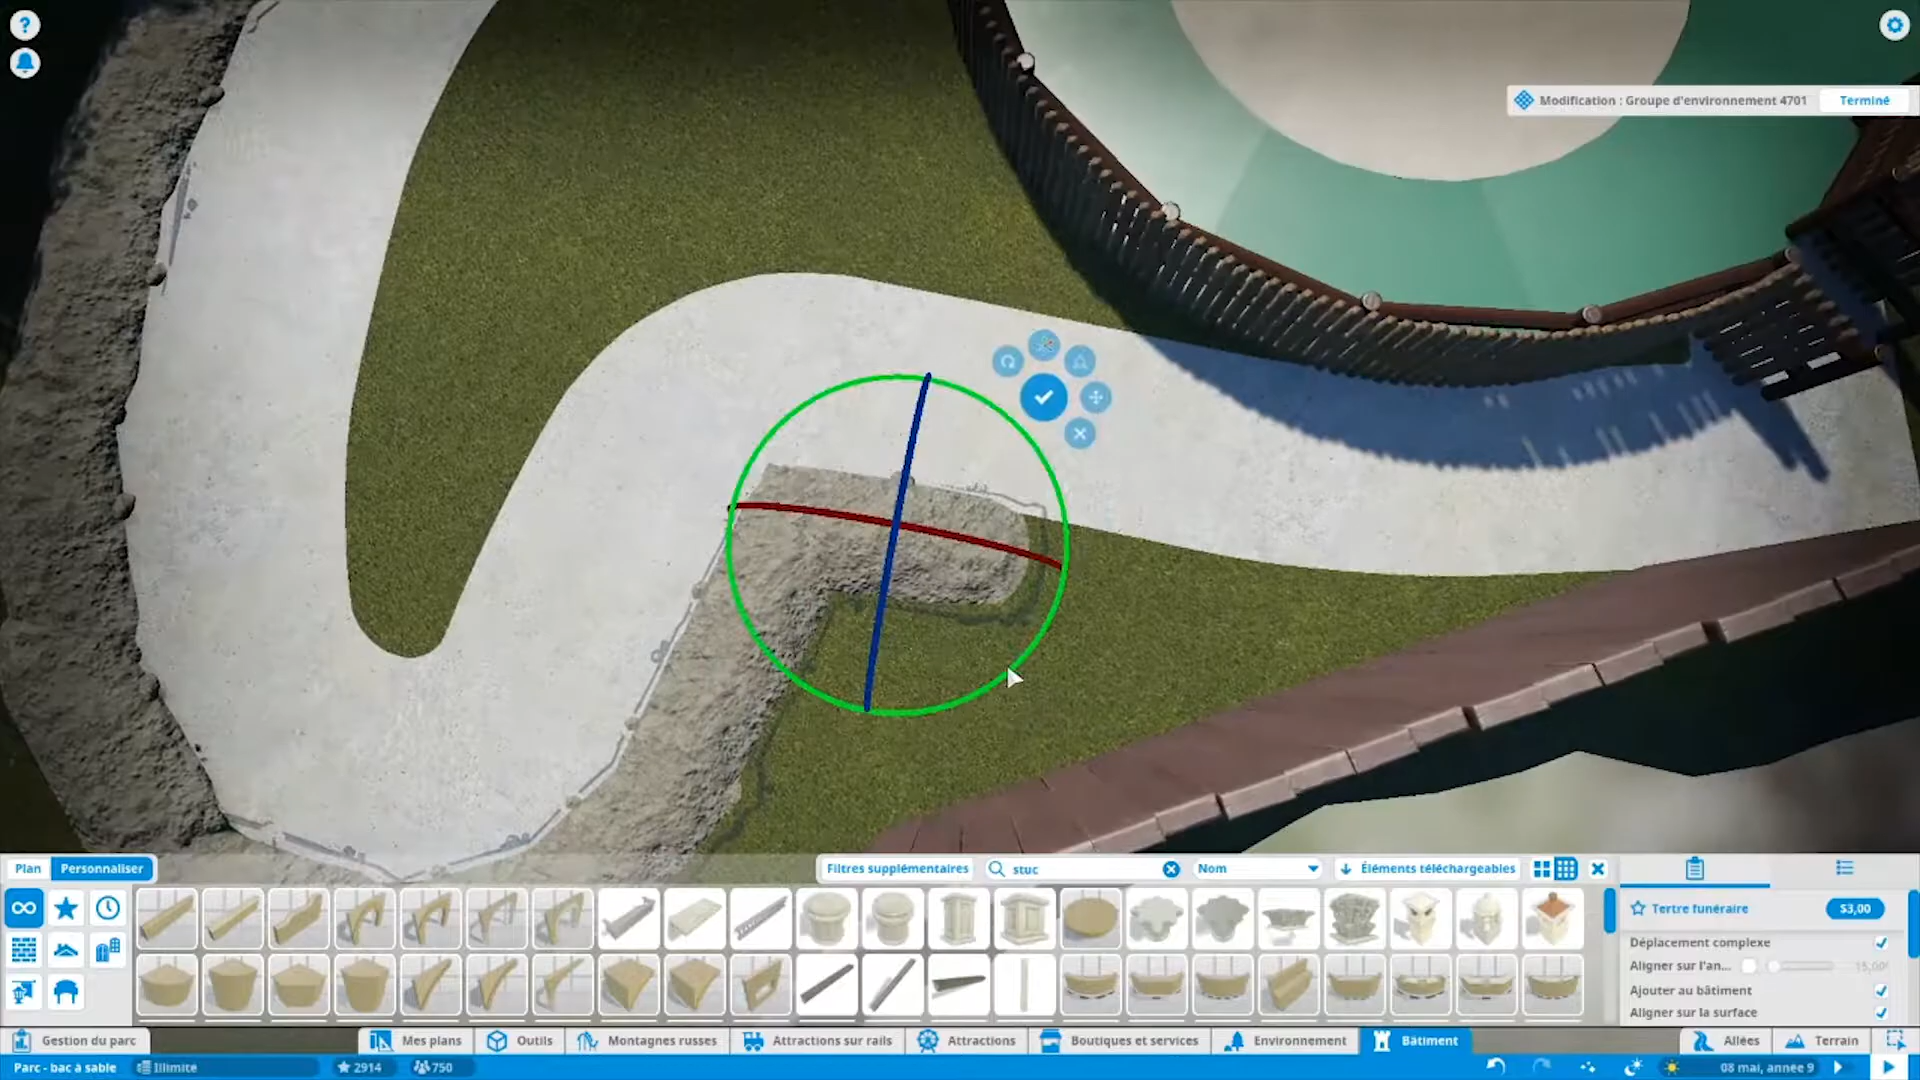 ?
Modification : Groupe d'environnement 4701
Terminé
Plan
Personnaliser
Filtres supplémentaires
stuc
Nom
Éléments téléchargeables
Tertre funéraire
$3,00
Déplacement complexe
Aligner sur l'an...
15,00°
Ajouter au bâtiment
Aligner sur la surface
Gestion du parc
Mes plans
Outils
Montagnes russes
Attractions sur rails
Attractions
Boutiques et services
Environnement
Bâtiment
Allées
Terrain
Parc - bac à sable
Illimité
2914
750
08 mai, année 9